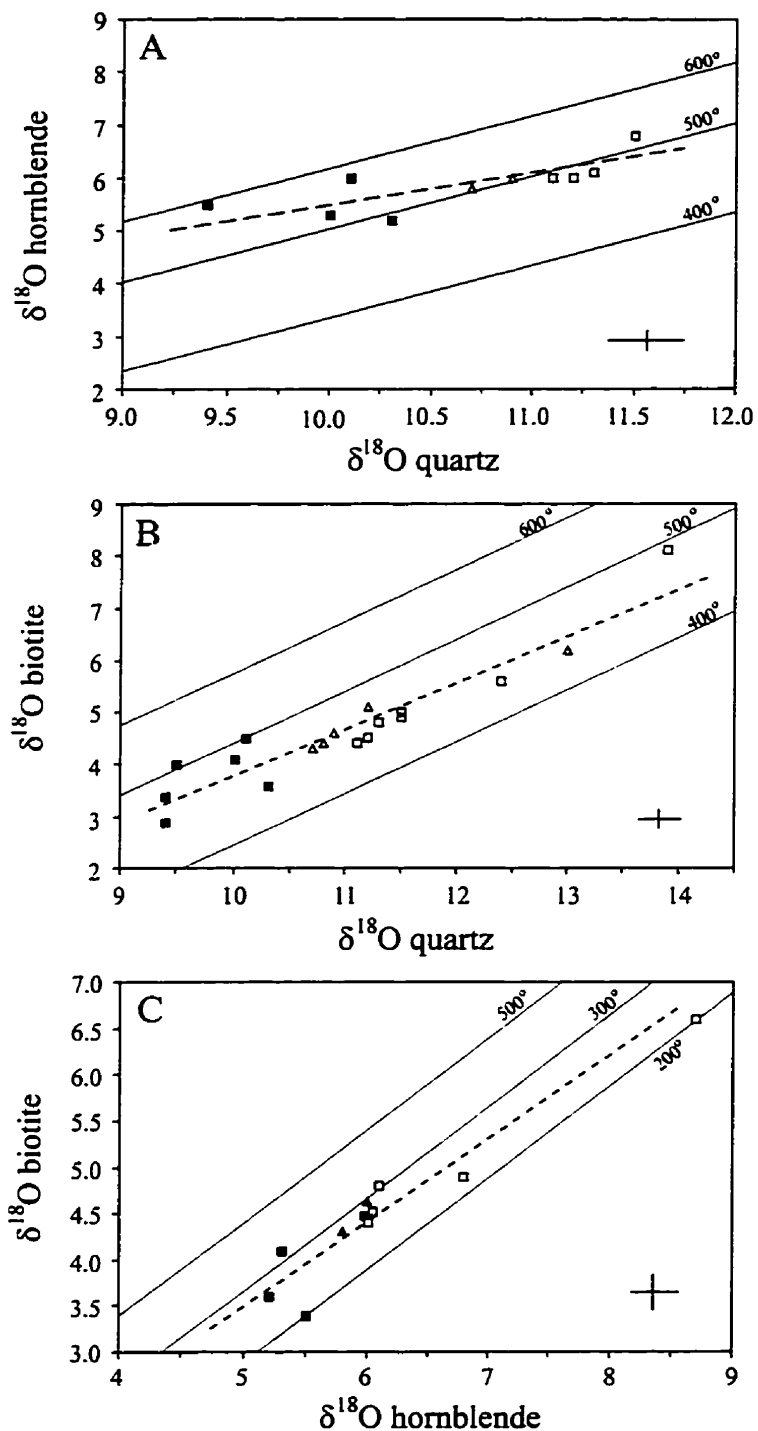 A
9
8
7
6
5
4
3
2
600°
500°
400°
δ18O hornblende
9.0 9.5 10.0 10.5 11.0 11.5 12.0
δ18O quartz
B
9
8
7
6
5
4
3
2
600°
500°
400°
δ18O biotite
9 10 11 12 13 14
δ18O quartz
C
7.0
6.5
6.0
5.5
5.0
4.5
4.0
3.5
3.0
500°
300°
200°
δ18O biotite
4 5 6 7 8 9
δ18O hornblende